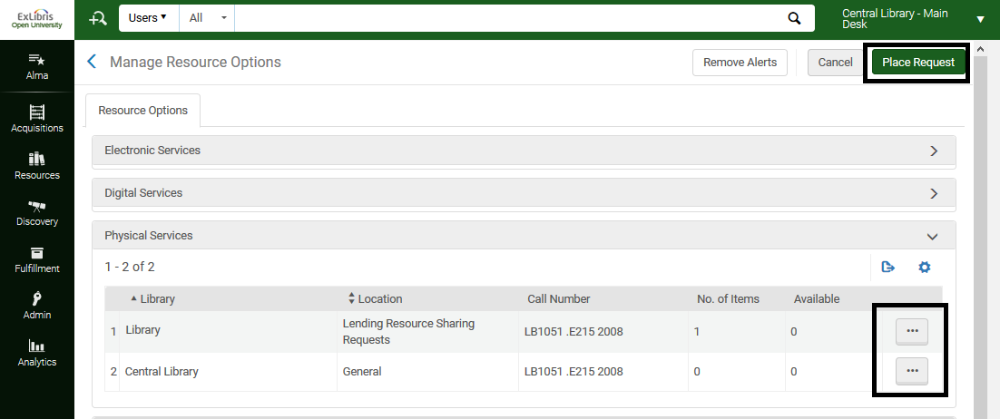 ExLibris
Open University
Users
All
Central Library - Main
Desk
Alma
Acquisitions
Resources
Discovery
Fulfillment
Admin
Analytics
Manage Resource Options
Remove Alerts
Cancel
Place Request
Resource Options
Electronic Services
Digital Services
Physical Services
1 - 2 of 2
Library Location Call Number No. of Items Available
1 Library Lending Resource Sharing Requests LB1051 .E215 2008 1 0
2 Central Library General LB1051 .E215 2008 0 0